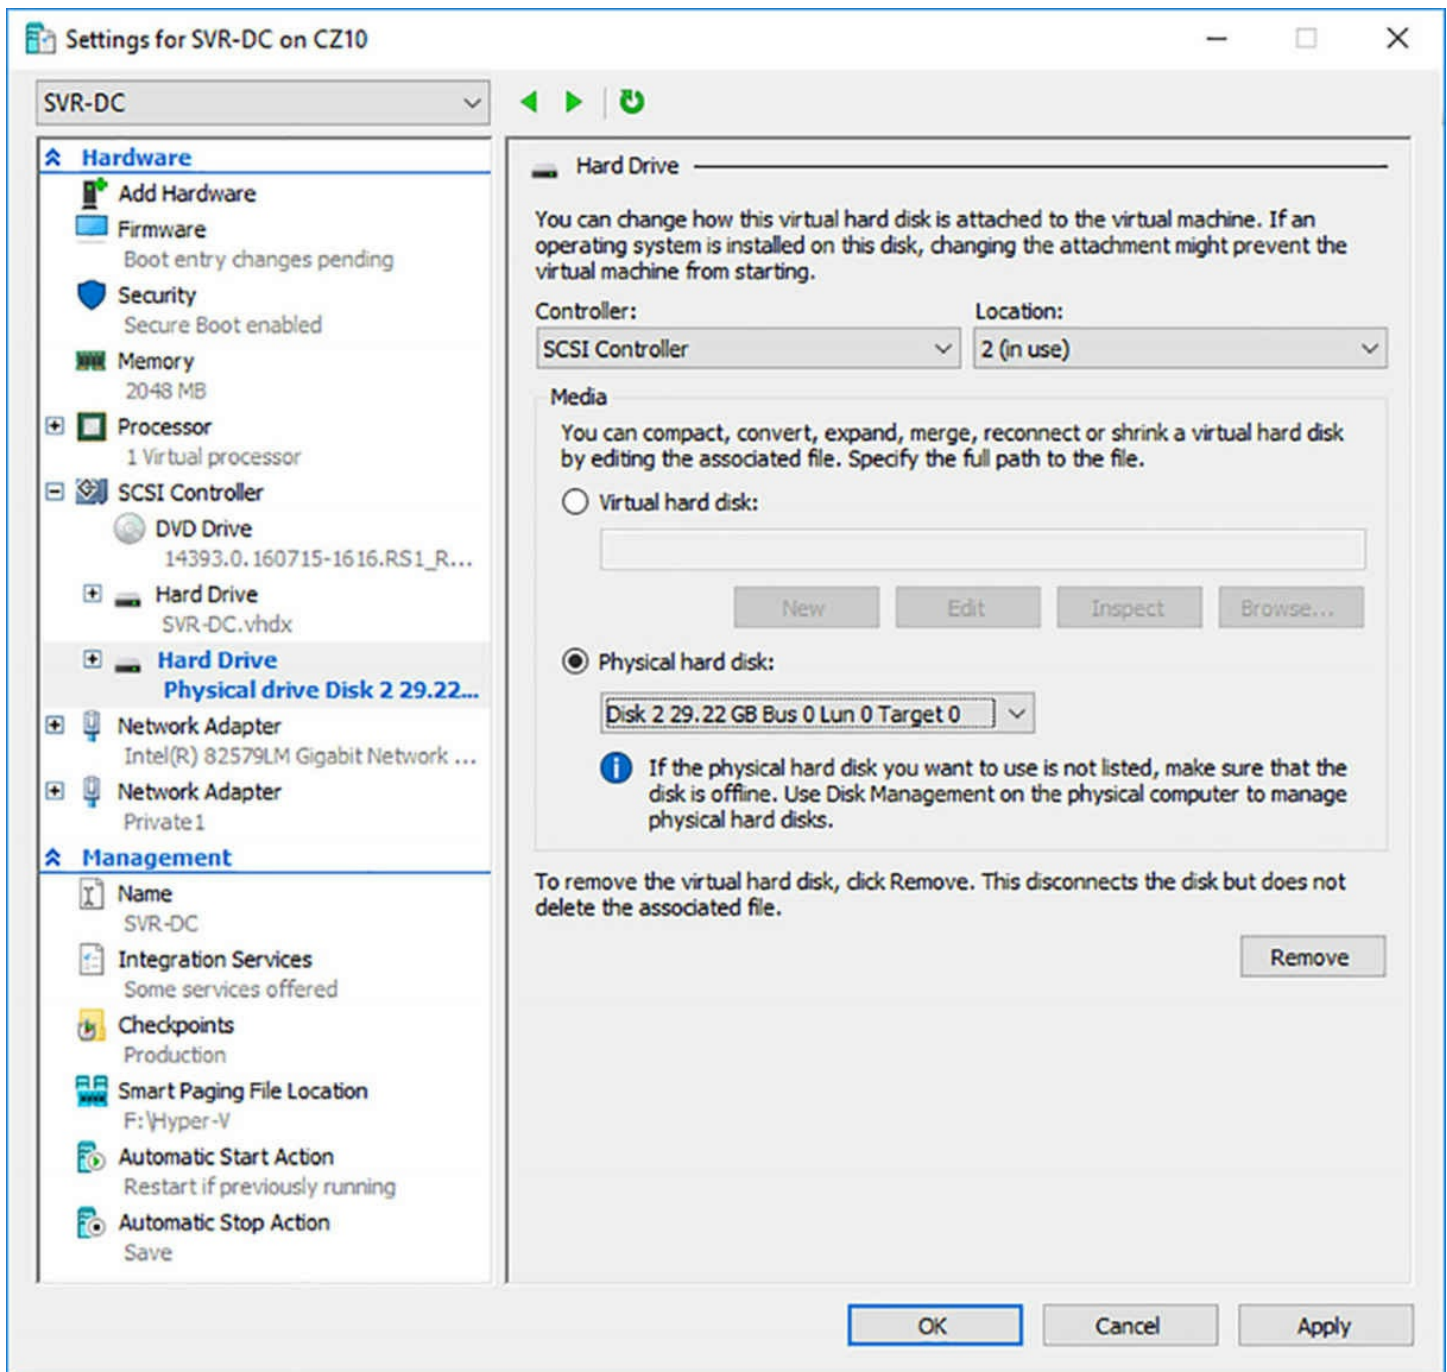 Settings for SVR-DC on CZ10
SVR-DC
Hardware
Add Hardware
Firmware
Boot entry changes pending
Security
Secure Boot enabled
Memory
2048 MB
Processor
1 Virtual processor
SCSI Controller
DVD Drive
14393.0.160715-1616.RS1_R...
Hard Drive
SVR-DC.vhdx
Hard Drive
Physical drive Disk 2 29.22...
Network Adapter
Intel(R) 82579LM Gigabit Network ...
Network Adapter
Private1
Management
Name
SVR-DC
Integration Services
Some services offered
Checkpoints
Production
Smart Paging File Location
F:\Hyper-V
Automatic Start Action
Restart if previously running
Automatic Stop Action
Save
Hard Drive
You can change how this virtual hard disk is attached to the virtual machine. If an
operating system is installed on this disk, changing the attachment might prevent the
virtual machine from starting.
Controller:
Location:
SCSI Controller
2 (in use)
Media
You can compact, convert, expand, merge, reconnect or shrink a virtual hard disk
by editing the associated file. Specify the full path to the file.
Virtual hard disk:
New
Edit
Inspect
Browse...
Physical hard disk:
Disk 2 29.22 GB Bus 0 Lun 0 Target 0
If the physical hard disk you want to use is not listed, make sure that the
disk is offline. Use Disk Management on the physical computer to manage
physical hard disks.
To remove the virtual hard disk, click Remove. This disconnects the disk but does not
delete the associated file.
Remove
OK
Cancel
Apply